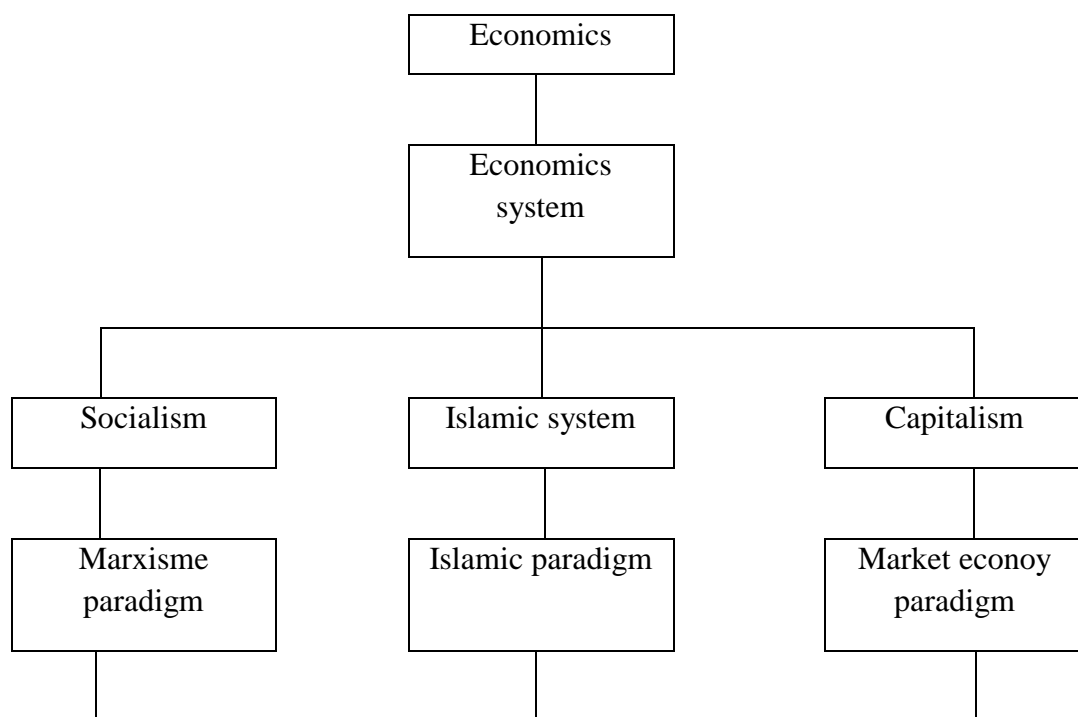 Economics
Economics
system
Socialism
Islamic system
Capitalism
Marxisme
paradigm
Islamic paradigm
Market econoy
paradigm